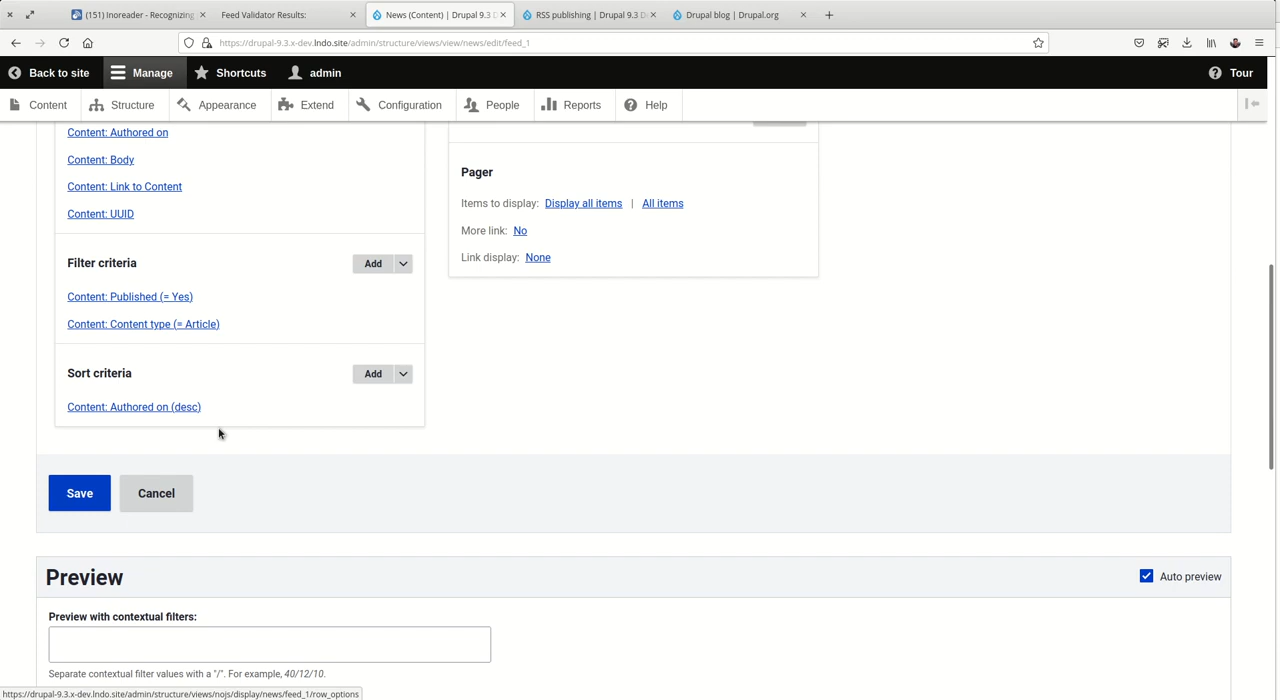 (151) Inoreader - Recognizing
Feed Validator Results:
News (Content) | Drupal 9.3
RSS publishing | Drupal 9.3 D
Drupal blog | Drupal.org
https://drupal-9.3.x-dev.lndo.site/admin/structure/views/view/news/edit/feed_1
Back to site
Manage
Shortcuts
admin
Tour
Content
Structure
Appearance
Extend
Configuration
People
Reports
Help
Content: Authored on
Content: Body
Content: Link to Content
Content: UUID
Filter criteria
Add
Content: Published (= Yes)
Content: Content type (= Article)
Sort criteria
Add
Content: Authored on (desc)
Pager
Items to display: Display all items | All items
More link: No
Link display: None
Save
Cancel
Preview
Auto preview
Preview with contextual filters:
Separate contextual filter values with a "/". For example, 40/12/10.
https://drupal-9.3.x-dev.lndo.site/admin/structure/views/nojs/display/news/feed_1/row_options